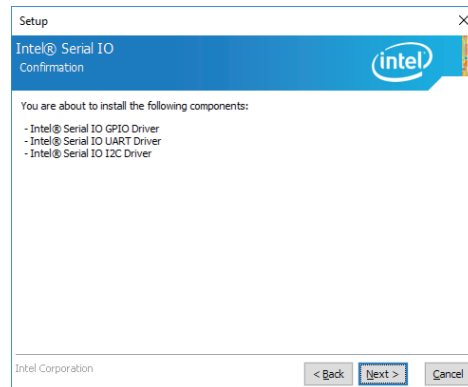 Setup
Intel® Serial IO
Confirmation
intel
You are about to install the following components:
- Intel® Serial IO GPIO Driver
- Intel® Serial IO UART Driver
- Intel® Serial IO I2C Driver
Intel Corporation
< Back
Next >
Cancel